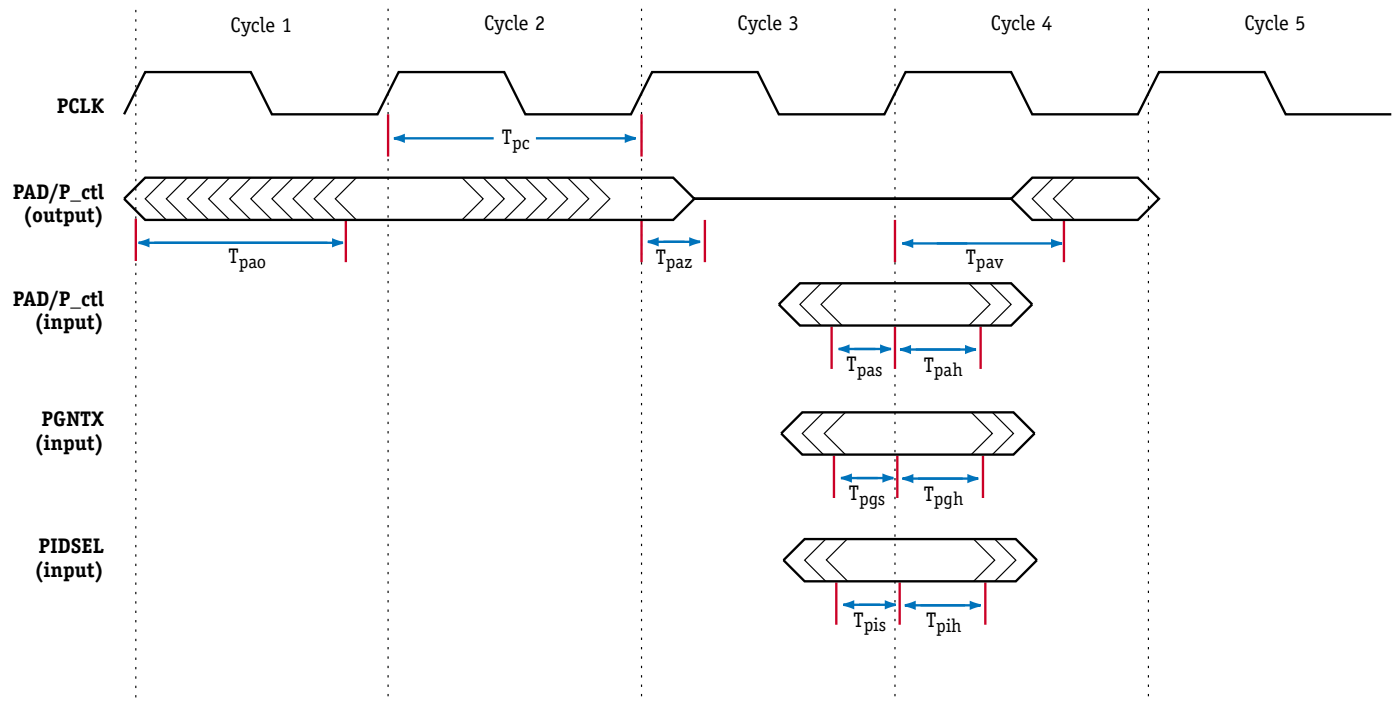 Cycle 1 Cycle 2 Cycle 3 Cycle 4 Cycle 5
PCLK
Tpc
PAD/P_ctl
(output)
Tpao Tpaz Tpav
PAD/P_ctl
(input)
Tpas Tpah
PGNTX
(input)
Tpgs Tpgh
PIDSEL
(input)
Tpis Tpih